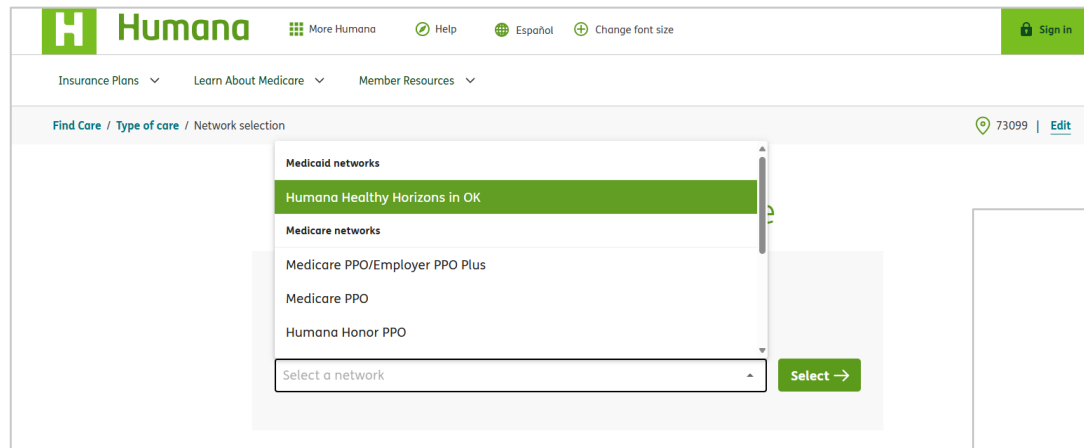 H Humana More Humana Help Español Change font size Sign in
Insurance Plans Learn About Medicare Member Resources
Find Care / Type of care / Network selection 73099 | Edit
Medicaid networks
Humana Healthy Horizons in OK
Medicare networks
Medicare PPO/Employer PPO Plus
Medicare PPO
Humana Honor PPO
Select a network Select →